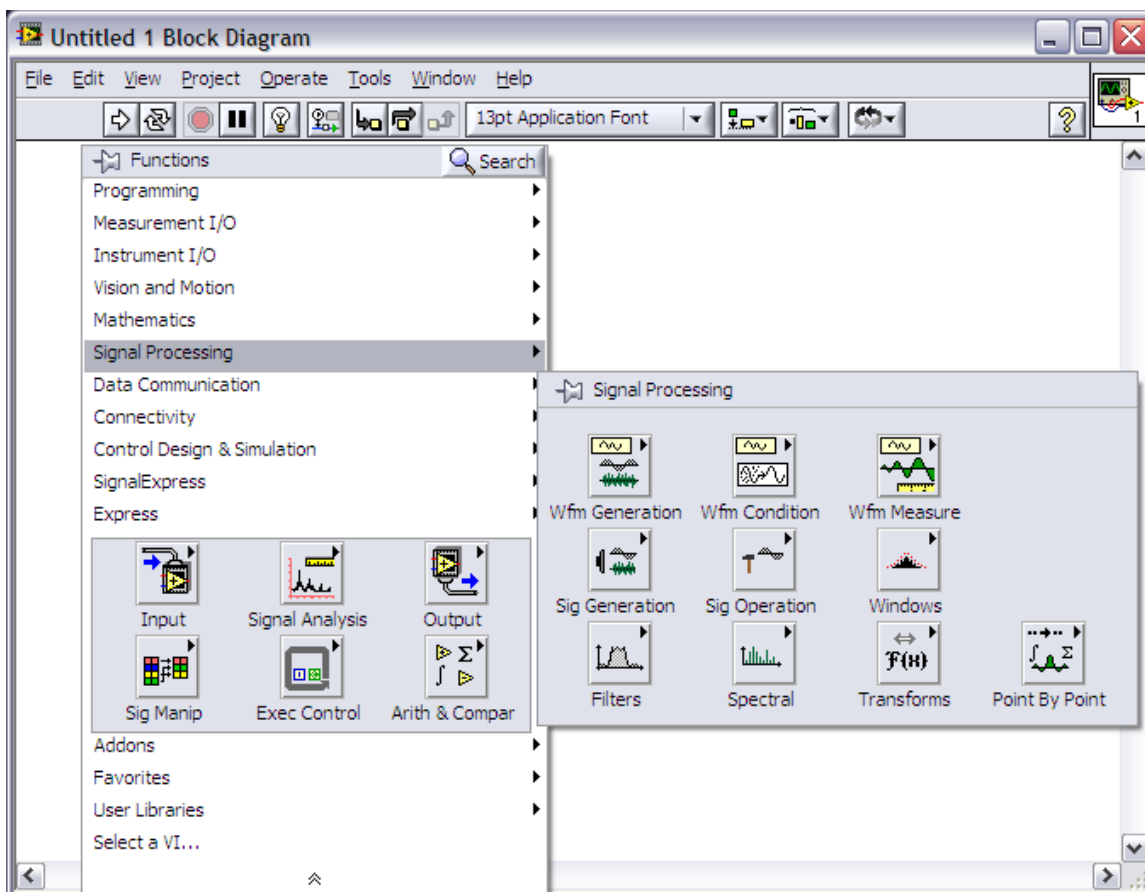 Untitled 1 Block Diagram
File Edit View Project Operate Tools Window Help
13pt Application Font
1
Functions Search
Programming
Measurement I/O
Instrument I/O
Vision and Motion
Mathematics
Signal Processing
Data Communication
Connectivity
Control Design & Simulation
SignalExpress
Express
Input Signal Analysis Output
Sig Manip Exec Control Arith & Compar
Addons
Favorites
User Libraries
Select a VI...
Signal Processing
Wfm Generation Wfm Condition Wfm Measure
Sig Generation Sig Operation Windows
F(x)
Filters Spectral Transforms Point By Point